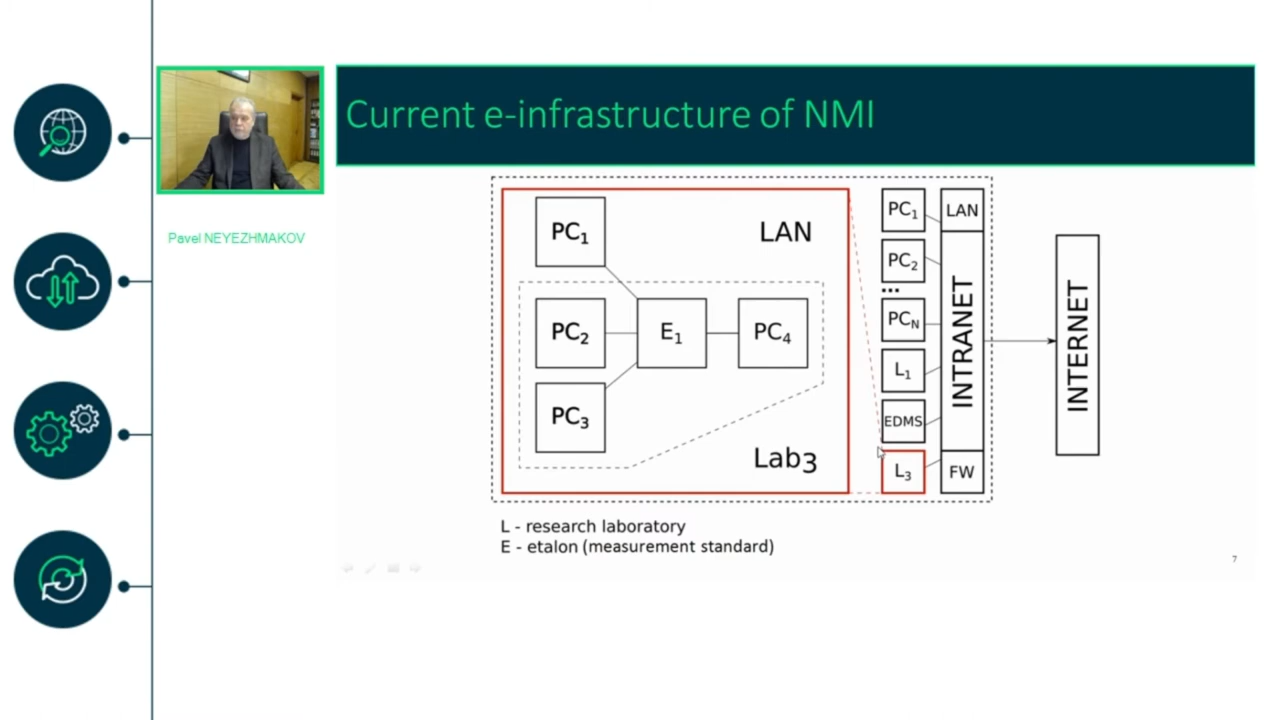 Current e-infrastructure of NMI
Pavel NEYEZHMAKOV
PC1
LAN
PC2
E1
PC4
PC3
Lab3
PC1
LAN
PC2
...
PCN
L1
EDMS
L3
INTRANET
FW
INTERNET
L - research laboratory
E - etalon (measurement standard)
7